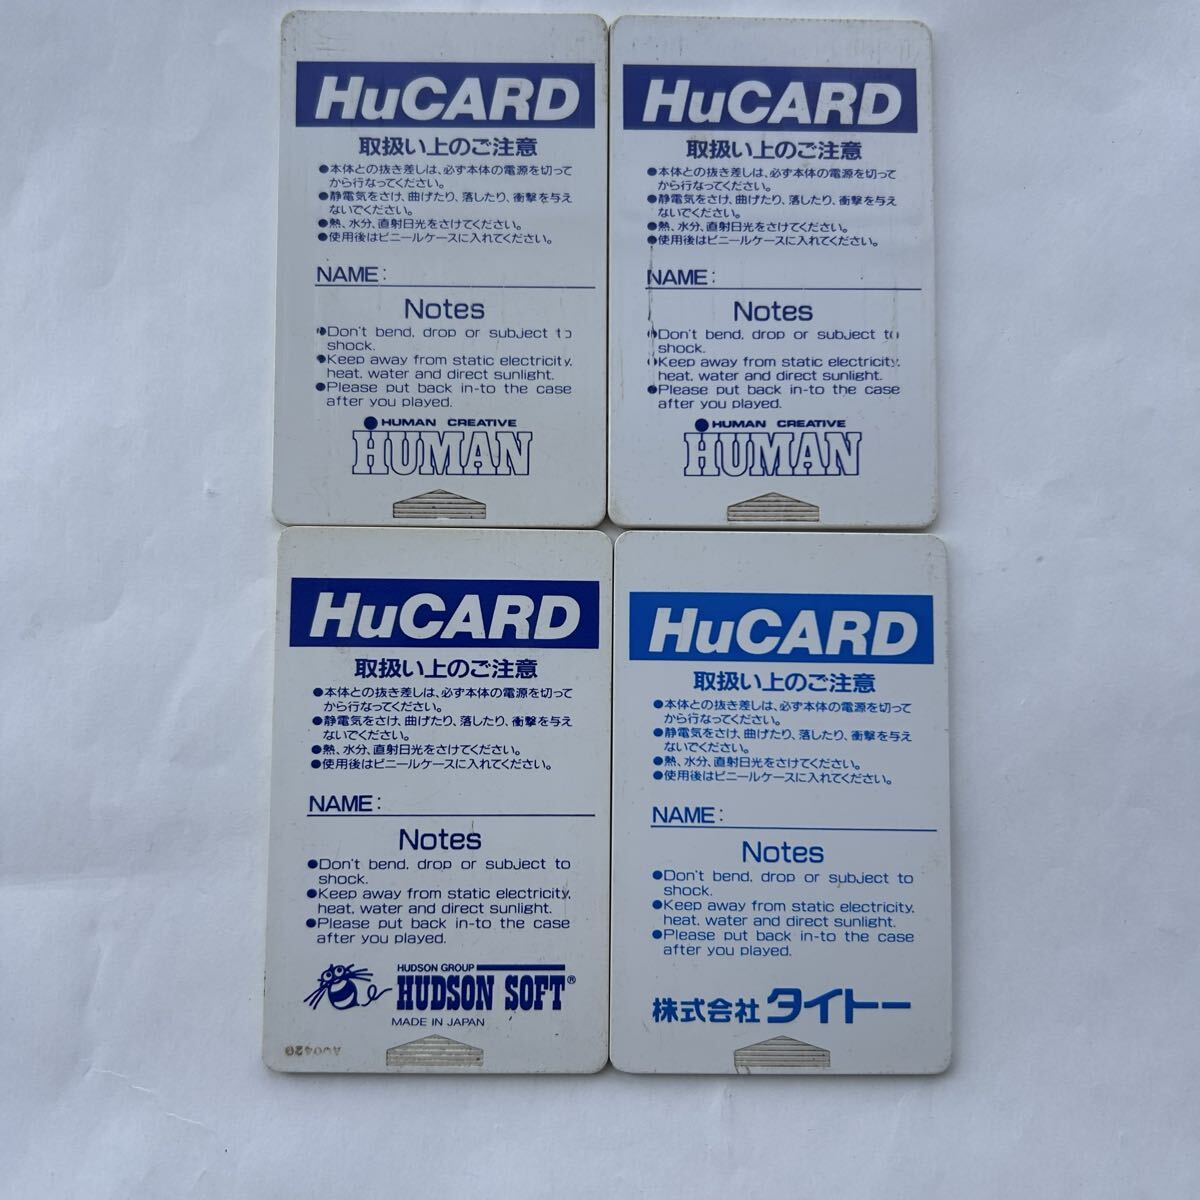 HuCARD
取扱い上のご注意
●本体との抜き差しは、必ず本体の電源を切って
から行なってください。
●静電気をさけ、曲げたり、落したり、衝撃を与え
ないでください。
●熱、水分、直射日光をさけてください。
●使用後はビニールケースに入れてください。
NAME:
Notes
●Don't bend, drop or subject to
shock.
●Keep away from static electricity,
heat, water and direct sunlight.
●Please put back in-to the case
after you played.
HUMAN CREATIVE
HUMAN
HuCARD
取扱い上のご注意
●本体との抜き差しは、必ず本体の電源を切って
から行なってください。
●静電気をさけ、曲げたり、落したり、衝撃を与え
ないでください。
●熱、水分、直射日光をさけてください。
●使用後はビニールケースに入れてください。
NAME:
Notes
●Don't bend, drop or subject to
shock.
●Keep away from static electricity,
heat, water and direct sunlight.
●Please put back in-to the case
after you played.
HUMAN CREATIVE
HUMAN
HuCARD
取扱い上のご注意
●本体との抜き差しは、必ず本体の電源を切って
から行なってください。
●静電気をさけ、曲げたり、落したり、衝撃を与え
ないでください。
●熱、水分、直射日光をさけてください。
●使用後はビニールケースに入れてください。
NAME:
Notes
●Don't bend, drop or subject to
shock.
●Keep away from static electricity,
heat, water and direct sunlight.
●Please put back in-to the case
after you played.
HUDSON GROUP
HUDSON SOFT®
MADE IN JAPAN
HuCARD
取扱い上のご注意
●本体との抜き差しは、必ず本体の電源を切って
から行なってください。
●静電気をさけ、曲げたり、落したり、衝撃を与え
ないでください。
●熱、水分、直射日光をさけてください。
●使用後はビニールケースに入れてください。
NAME:
Notes
●Don't bend, drop or subject to
shock.
●Keep away from static electricity,
heat, water and direct sunlight.
●Please put back in-to the case
after you played.
株式会社 タイトー